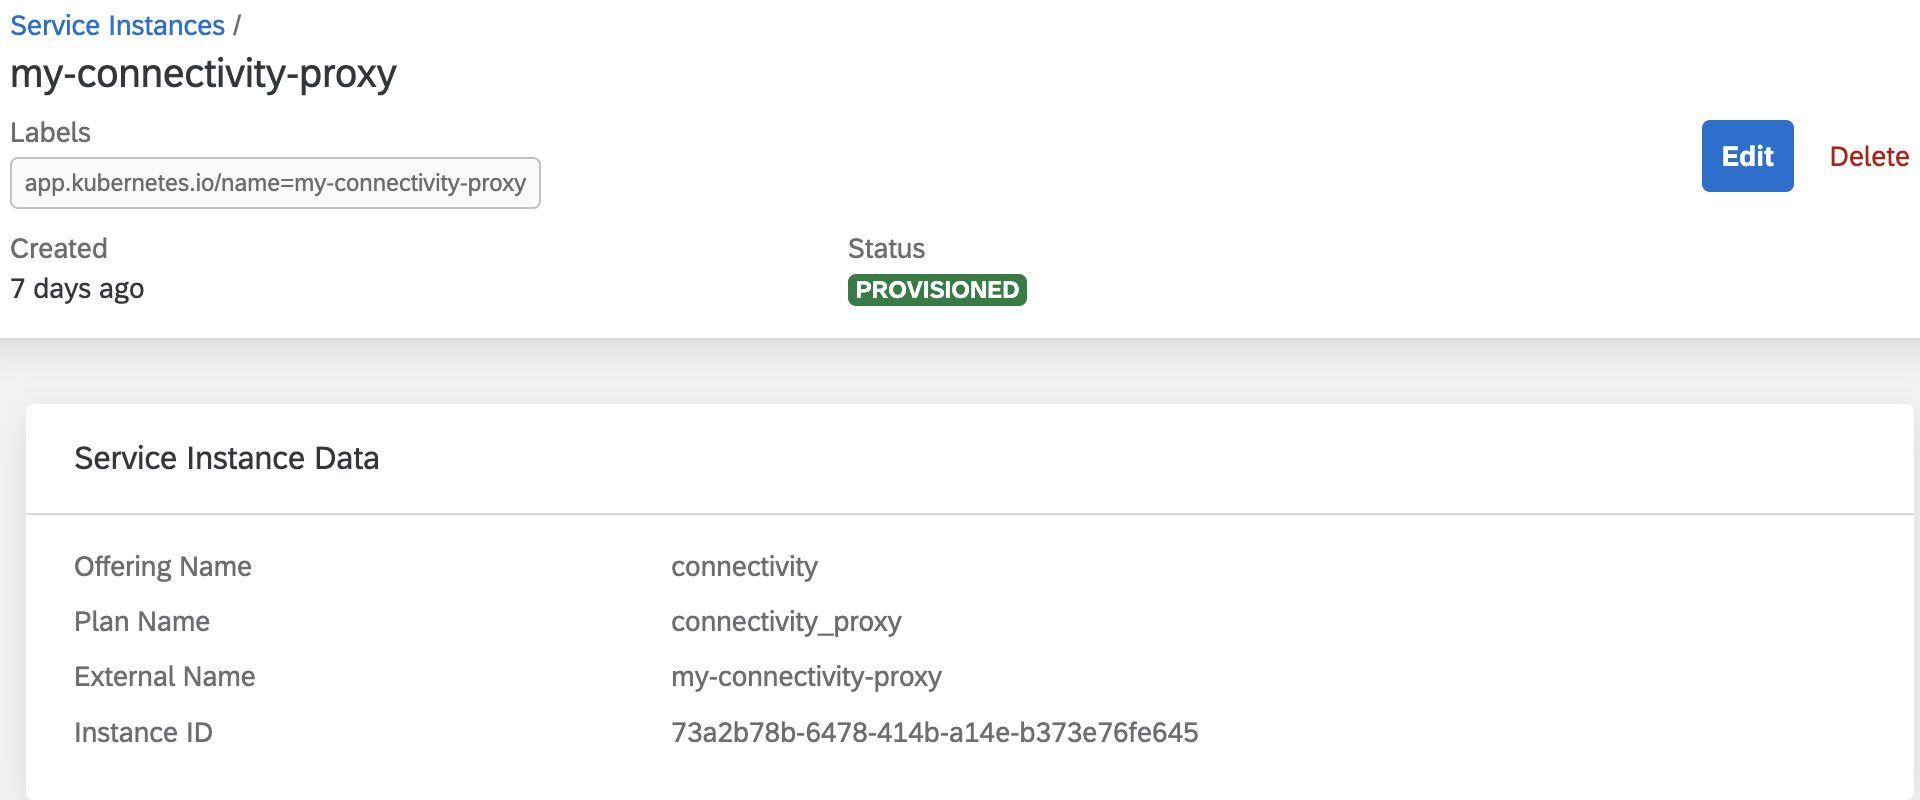 Service Instances /
my-connectivity-proxy
Labels
app.kubernetes.io/name=my-connectivity-proxy
Edit
Delete
Created
Status
7 days ago
PROVISIONED
Service Instance Data
Offering Name connectivity
Plan Name connectivity_proxy
External Name my-connectivity-proxy
Instance ID 73a2b78b-6478-414b-a14e-b373e76fe645